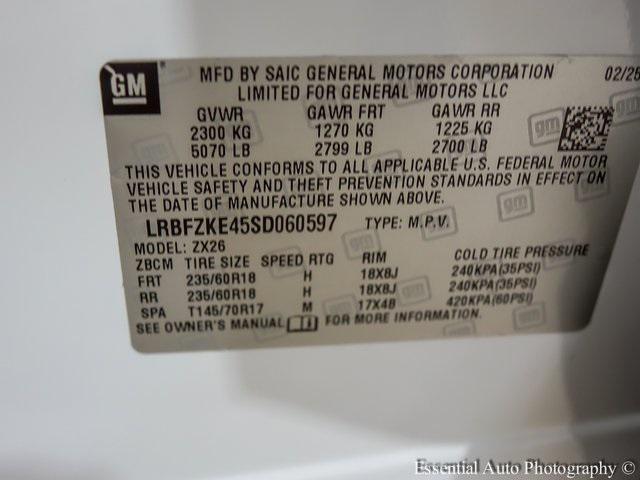 GM
MFD BY SAIC GENERAL MOTORS CORPORATION 02/25
LIMITED FOR GENERAL MOTORS LLC
GVWR GAWR FRT GAWR RR
2300 KG 1270 KG 1225 KG
5070 LB 2799 LB 2700 LB
THIS VEHICLE CONFORMS TO ALL APPLICABLE U.S. FEDERAL MOTOR
VEHICLE SAFETY AND THEFT PREVENTION STANDARDS IN EFFECT ON
THE DATE OF MANUFACTURE SHOWN ABOVE.
LRBFZKE45SD060597 TYPE: M.P.V.
MODEL: ZX26
ZBCM TIRE SIZE SPEED RTG RIM COLD TIRE PRESSURE
FRT 235/60R18 H 18X8J 240KPA(35PSI)
RR 235/60R18 H 18X8J 240KPA(35PSI)
SPA T145/70R17 M 17X4B 420KPA(60PSI)
SEE OWNER'S MANUAL FOR MORE INFORMATION.
Essential Auto Photography ©